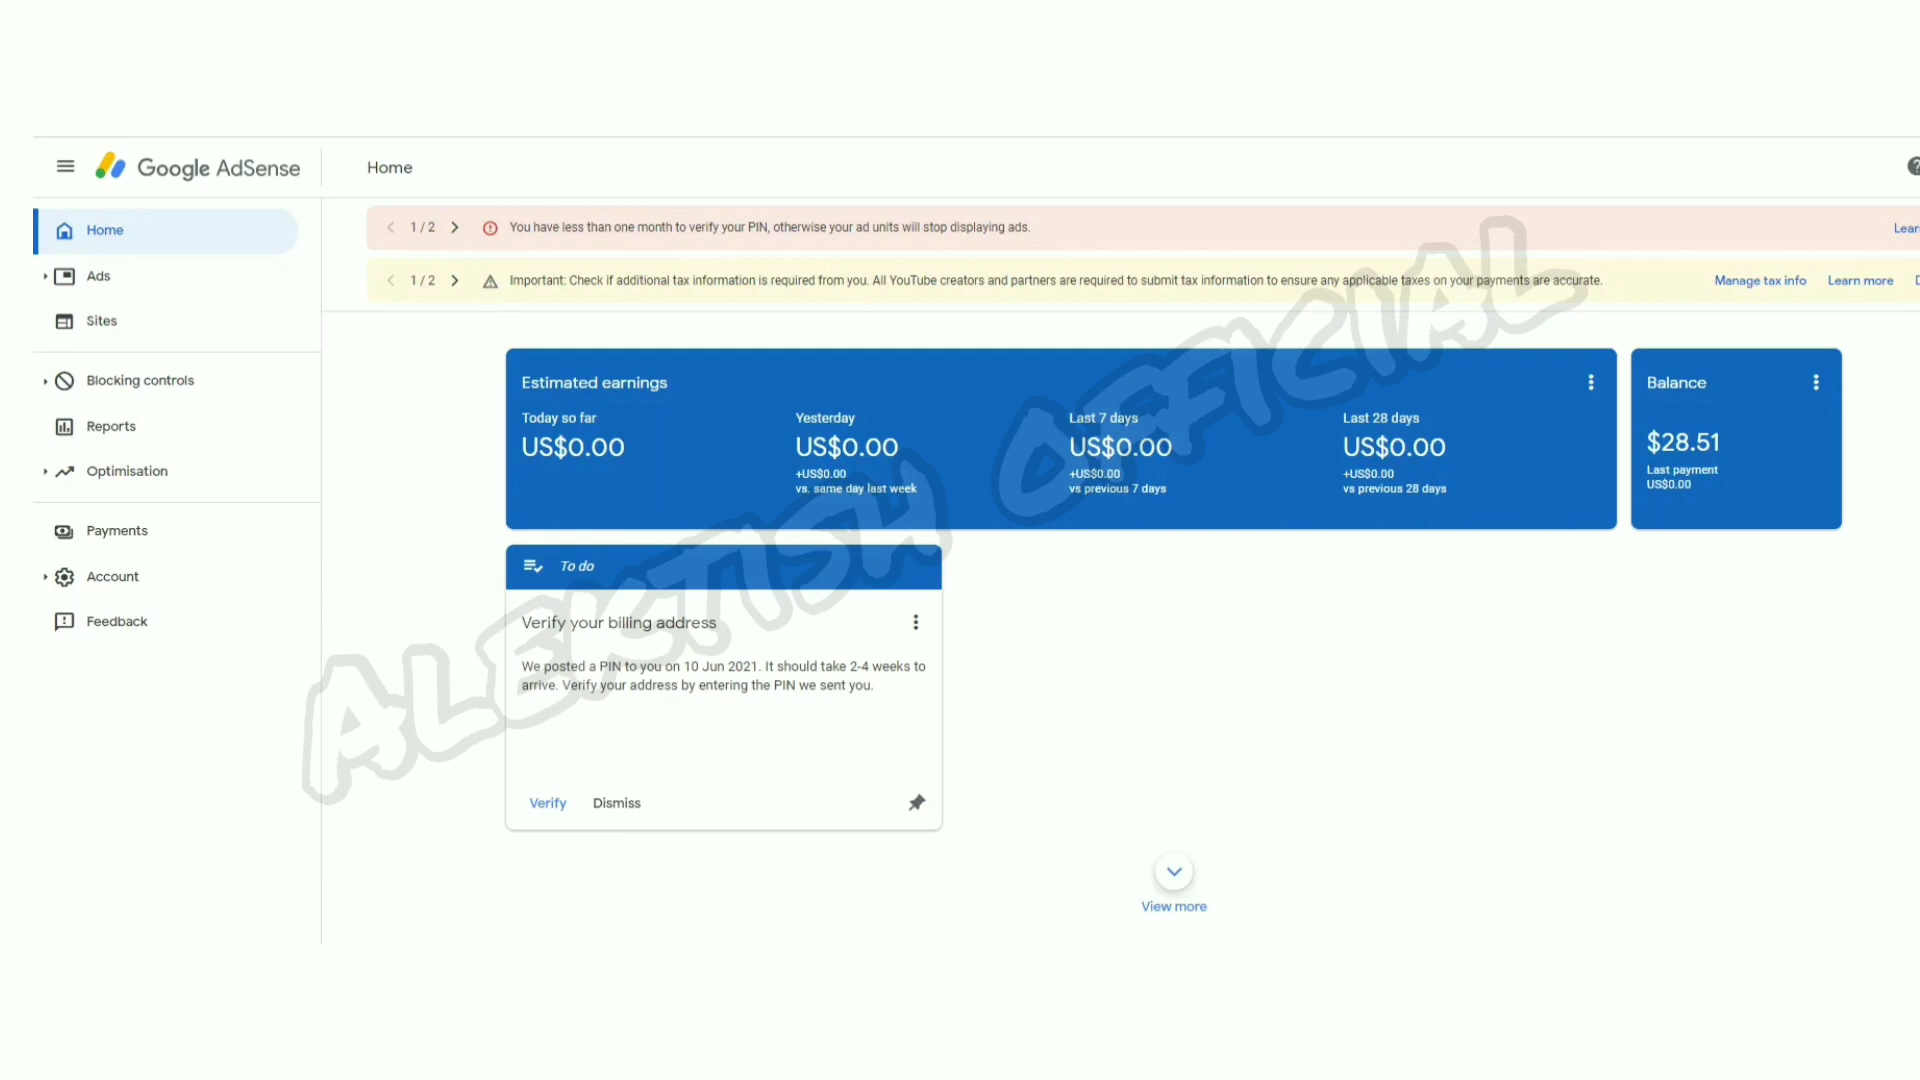 Google AdSense
Home
Home
Ads
Sites
Blocking controls
Reports
Optimisation
Payments
Account
Feedback
1 / 2
You have less than one month to verify your PIN, otherwise your ad units will stop displaying ads.
1 / 2
Important: Check if additional tax information is required from you. All YouTube creators and partners are required to submit tax information to ensure any applicable taxes on your payments are accurate.
Manage tax info
Learn more
Estimated earnings
Today so far
US$0.00
Yesterday
US$0.00
+US$0.00
vs. same day last week
Last 7 days
US$0.00
+US$0.00
vs previous 7 days
Last 28 days
US$0.00
+US$0.00
vs previous 28 days
Balance
$28.51
Last payment
US$0.00
To do
Verify your billing address
We posted a PIN to you on 10 Jun 2021. It should take 2-4 weeks to
arrive. Verify your address by entering the PIN we sent you.
Verify
Dismiss
View more
ALEKTISH OFFICIAL